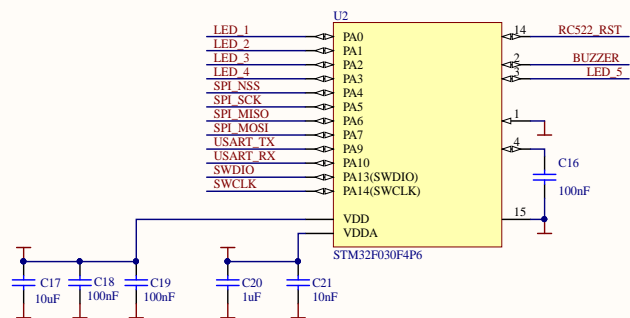 U2
LED_1
LED_2
LED_3
LED_4
SPI_NSS
SPI_SCK
SPI_MISO
SPI_MOSI
USART_TX
USART_RX
SWDIO
SWCLK
PA0
PA1
PA2
PA3
PA4
PA5
PA6
PA7
PA9
PA10
PA13(SWDIO)
PA14(SWCLK)
VDD
VDDA
STM32F030F4P6
14 RC522_RST
2 BUZZER
3 LED_5
1
4
15
C16
100nF
C17
10uF
C18
100nF
C19
100nF
C20
1uF
C21
10nF